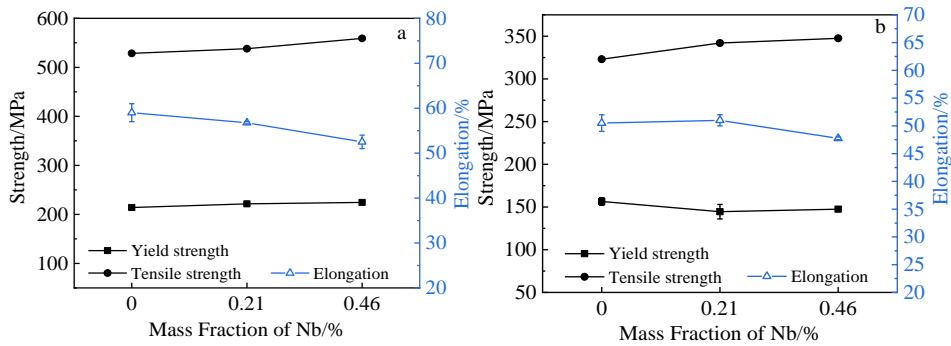 a
600
500
400
300
200
100
Strength/MPa
80
70
60
50
40
30
20
Elongation/%
Yield strength
Tensile strength
Elongation
0
0.21
0.46
Mass Fraction of Nb/%
b
350
300
250
200
150
100
50
Strength/MPa
70
65
60
55
50
45
40
35
30
25
20
Elongation/%
Yield strength
Tensile strength
Elongation
0
0.21
0.46
Mass Fraction of Nb/%